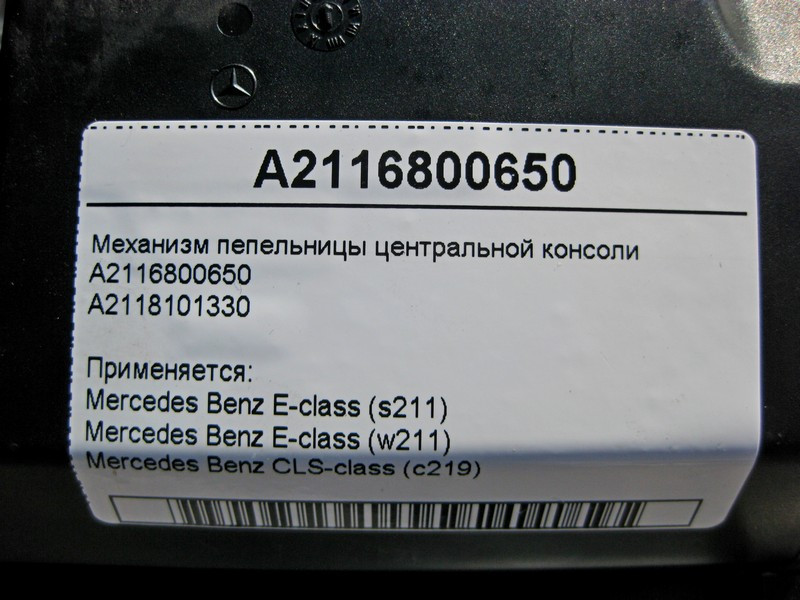 A2116800650
Механизм пепельницы центральной консоли
A2116800650
A2118101330
Применяется:
Mercedes Benz E-class (s211)
Mercedes Benz E-class (w211)
Mercedes Benz CLS-class (c219)